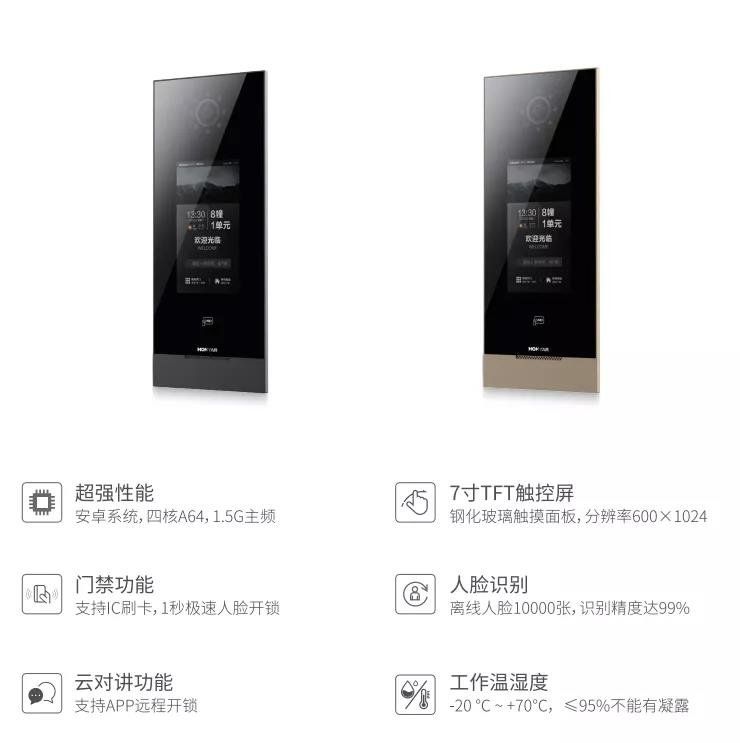 12:30
8幢
1单元
欢迎光临
WELCOME
HONYAR
12:30
8幢
1单元
欢迎光临
WELCOME
HONYAR
超强性能
安卓系统,四核A64,1.5G主频
7寸TFT触控屏
钢化玻璃触摸面板,分辨率600×1024
门禁功能
支持IC刷卡,1秒极速人脸开锁
人脸识别
离线人脸10000张,识别精度达99%
云对讲功能
支持APP远程开锁
工作温湿度
-20 ℃ ~ +70℃, ≤95%不能有凝露